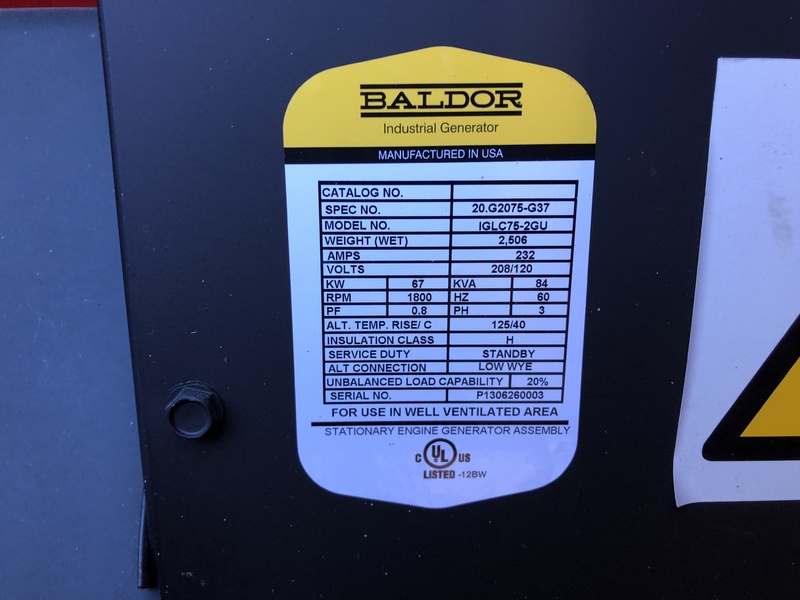 BALDOR
Industrial Generator
MANUFACTURED IN USA
CATALOG NO.
SPEC NO. 20.G2075-G37
MODEL NO. IGLC75-2GU
WEIGHT (WET) 2,506
AMPS 232
VOLTS 208/120
KW 67 KVA 84
RPM 1800 HZ 60
PF 0.8 PH 3
ALT. TEMP. RISE/ C 125/40
INSULATION CLASS H
SERVICE DUTY STANDBY
ALT CONNECTION LOW WYE
UNBALANCED LOAD CAPABILITY 20%
SERIAL NO. P1306260003
FOR USE IN WELL VENTILATED AREA
STATIONARY ENGINE GENERATOR ASSEMBLY
C UL US
LISTED -12BW